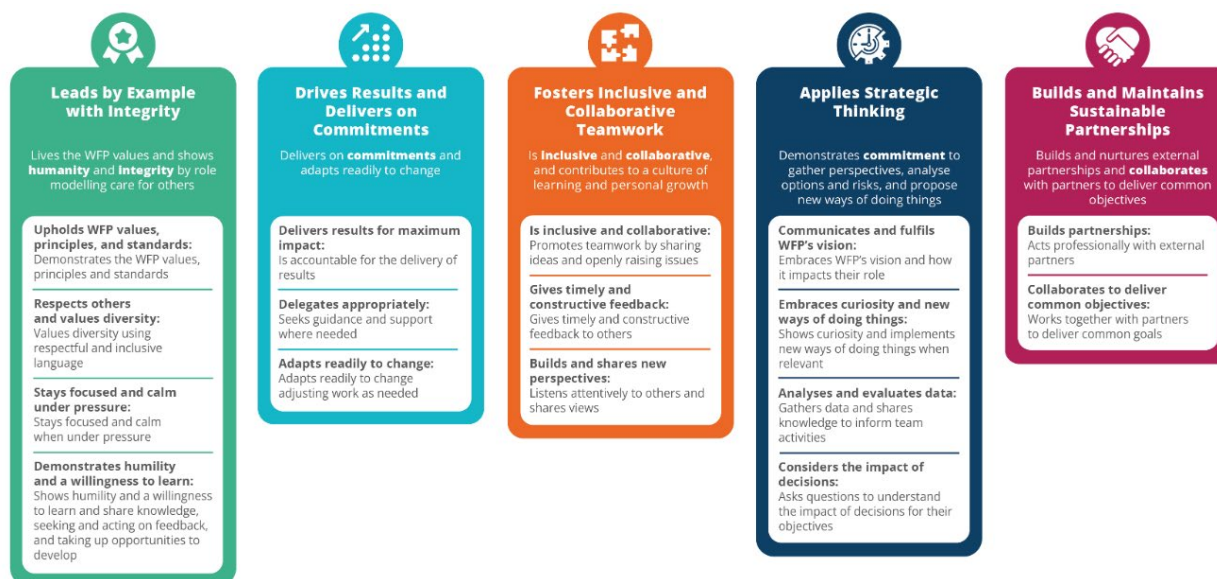 Leads by Example
with Integrity
Lives the WFP values and shows
humanity and integrity by role
modelling care for others
Upholds WFP values,
principles, and standards:
Demonstrates the WFP values,
principles and standards
Respects others
and values diversity:
Values diversity using
respectful and inclusive
language
Stays focused and calm
under pressure:
Stays focused and calm
when under pressure
Demonstrates humility
and a willingness to learn:
Shows humility and a willingness
to learn and share knowledge,
seeking and acting on feedback,
and taking up opportunities to
develop
Drives Results and
Delivers on
Commitments
Delivers on commitments and
adapts readily to change
Delivers results for maximum
impact:
Is accountable for the delivery of
results
Delegates appropriately:
Seeks guidance and support
where needed
Adapts readily to change:
Adapts readily to change
adjusting work as needed
Fosters Inclusive and
Collaborative
Teamwork
Is inclusive and collaborative,
and contributes to a culture of
learning and personal growth
Is inclusive and collaborative:
Promotes teamwork by sharing
ideas and openly raising issues
Gives timely and
constructive feedback:
Gives timely and constructive
feedback to others
Builds and shares new
perspectives:
Listens attentively to others and
shares views
Applies Strategic
Thinking
Demonstrates commitment to
gather perspectives, analyse
options and risks, and propose
new ways of doing things
Communicates and fulfils
WFP's vision:
Embraces WFP's vision and how
it impacts their role
Embraces curiosity and new
ways of doing things:
Shows curiosity and implements
new ways of doing things when
relevant
Analyses and evaluates data:
Gathers data and shares
knowledge to inform team
activities
Considers the impact of
decisions:
Asks questions to understand
the impact of decisions for their
objectives
Builds and Maintains
Sustainable
Partnerships
Builds and nurtures external
partnerships and collaborates
with partners to deliver common
objectives
Builds partnerships:
Acts professionally with external
partners
Collaborates to deliver
common objectives:
Works together with partners
to deliver common goals